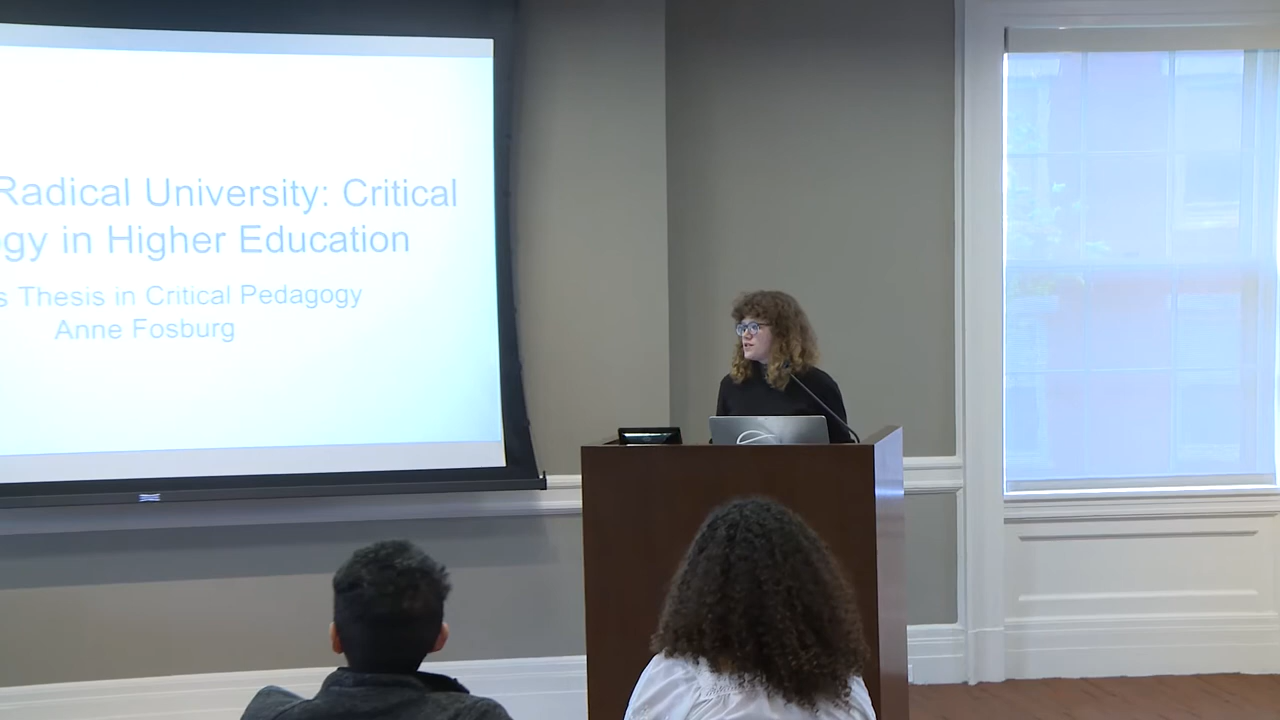 Radical University: Critical
gy in Higher Education
s Thesis in Critical Pedagogy
Anne Fosburg